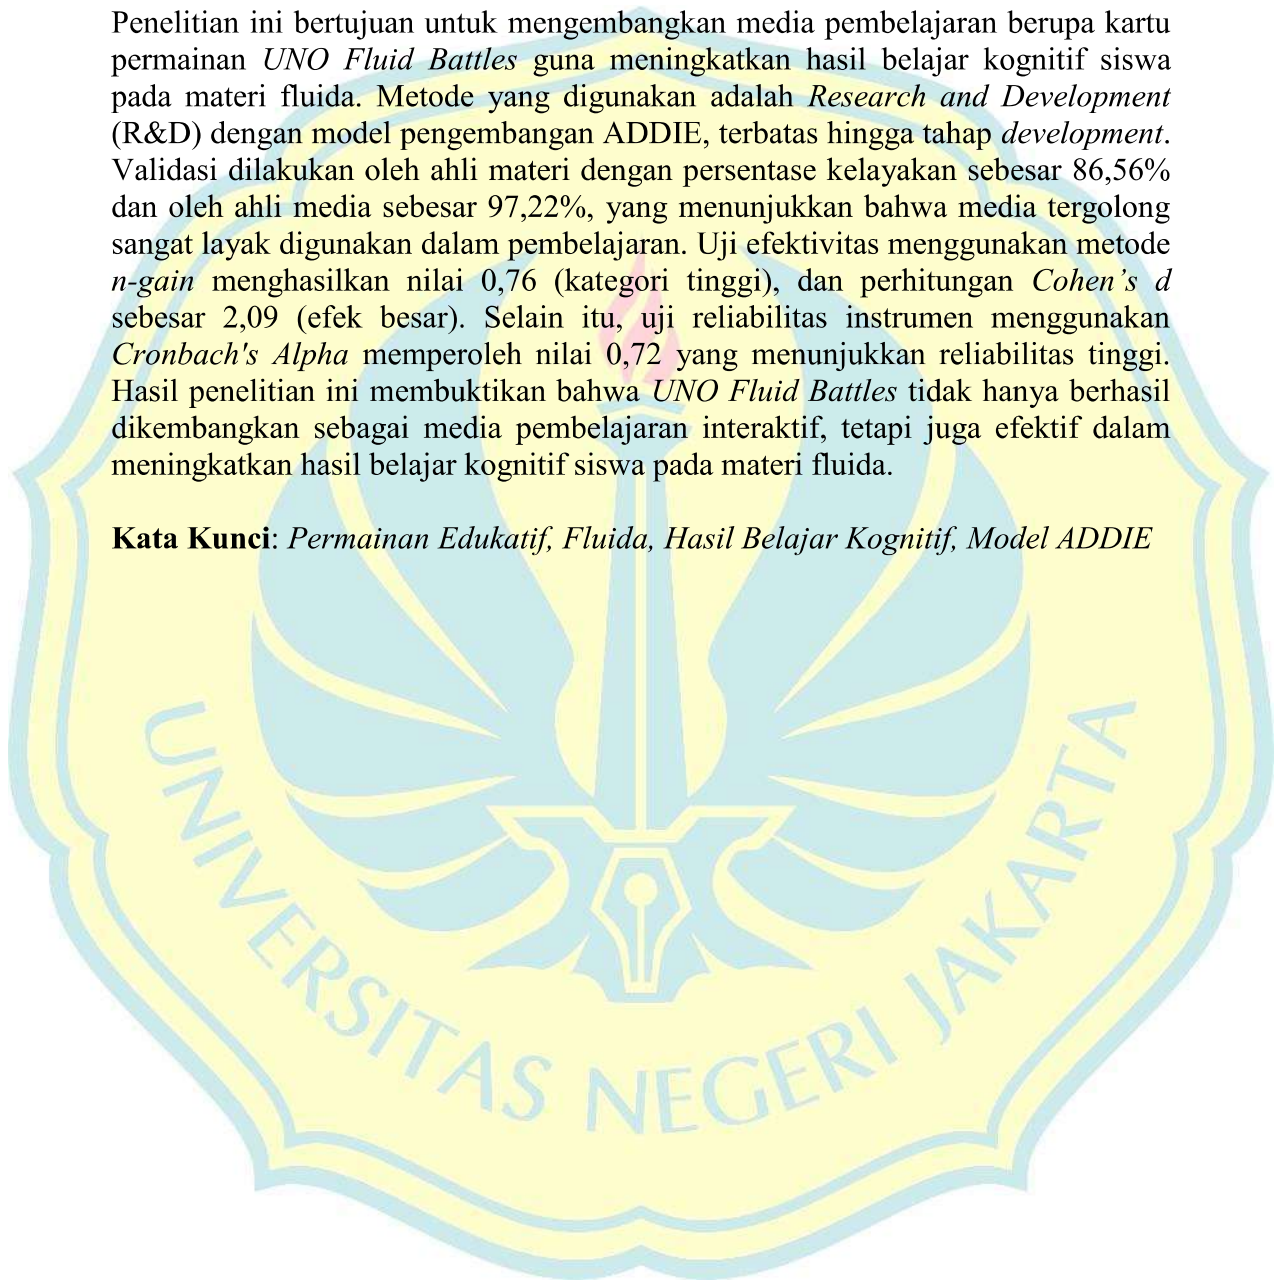 Penelitian ini bertujuan untuk mengembangkan media pembelajaran berupa kartu
permainan UNO Fluid Battles guna meningkatkan hasil belajar kognitif siswa
pada materi fluida. Metode yang digunakan adalah Research and Development
(R&D) dengan model pengembangan ADDIE, terbatas hingga tahap development.
Validasi dilakukan oleh ahli materi dengan persentase kelayakan sebesar 86,56%
dan oleh ahli media sebesar 97,22%, yang menunjukkan bahwa media tergolong
sangat layak digunakan dalam pembelajaran. Uji efektivitas menggunakan metode
n-gain menghasilkan nilai 0,76 (kategori tinggi), dan perhitungan Cohen’s d
sebesar 2,09 (efek besar). Selain itu, uji reliabilitas instrumen menggunakan
Cronbach's Alpha memperoleh nilai 0,72 yang menunjukkan reliabilitas tinggi.
Hasil penelitian ini membuktikan bahwa UNO Fluid Battles tidak hanya berhasil
dikembangkan sebagai media pembelajaran interaktif, tetapi juga efektif dalam
meningkatkan hasil belajar kognitif siswa pada materi fluida.
Kata Kunci: Permainan Edukatif, Fluida, Hasil Belajar Kognitif, Model ADDIE
UNIVERSITAS NEGERI JAKARTA